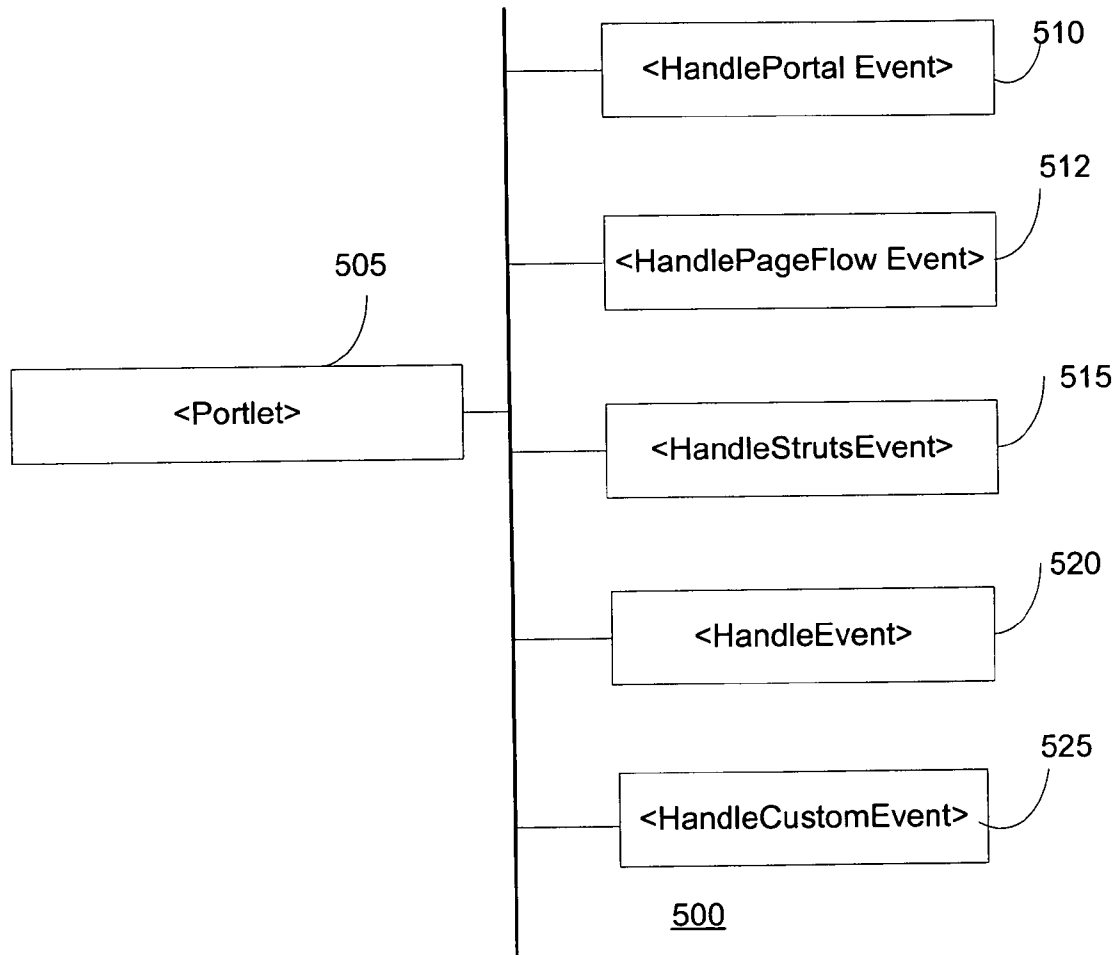 510
<HandlePortal Event>
512
<HandlePageFlow Event>
505
<Portlet>
515
<HandleStrutsEvent>
520
<HandleEvent>
525
<HandleCustomEvent>
500